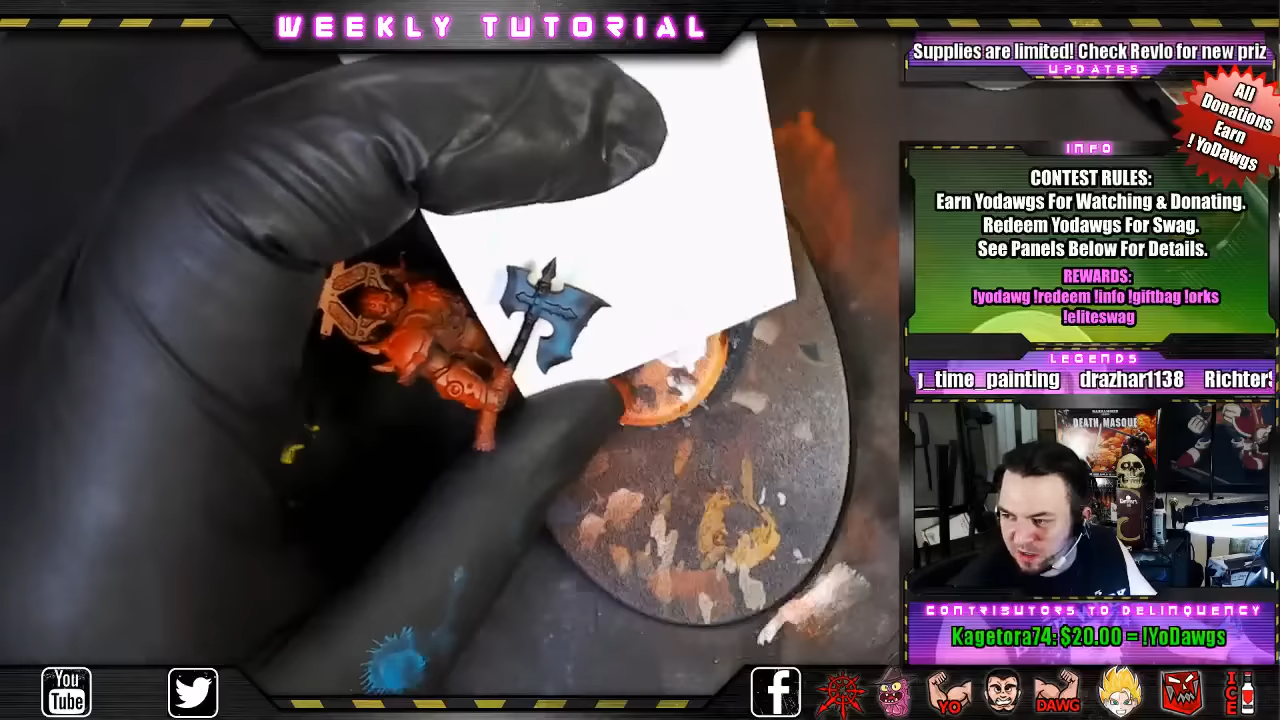 WEEKLY TUTORIAL
Supplies are limited! Check Revlo for new priz
UPDATES
All
Donations
Earn
! YoDawgs
INFO
CONTEST RULES:
Earn Yodawgs For Watching & Donating.
Redeem Yodawgs For Swag.
See Panels Below For Details.
REWARDS:
!yodawg !redeem !info !giftbag !orks
!eliteswag
LEGENDS
j_time_painting drazhar1138 Richter
DEATH MASQUE
CONTRIBUTORS TO DELINQUENCY
Kagetora74: $20.00 = !YoDawgs
You
Tube
f
YO
DAWG
ICE